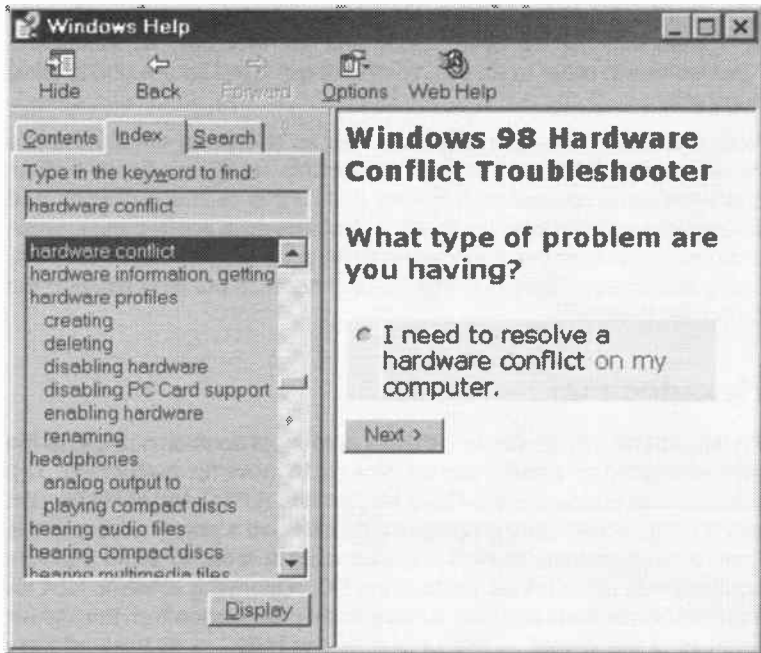 Windows Help
Hide Back Forward Options Web Help
Contents Index Search
Type in the keyword to find:
hardware conflict
hardware conflict
hardware information, getting
hardware profiles
creating
deleting
disabling hardware
disabling PC Card support
enabling hardware
renaming
headphones
analog output to
playing compact discs
hearing audio files
hearing compact discs
hearing multimedia files
Display
Windows 98 Hardware
Conflict Troubleshooter
What type of problem are
you having?
I need to resolve a
hardware conflict on my
computer.
Next >